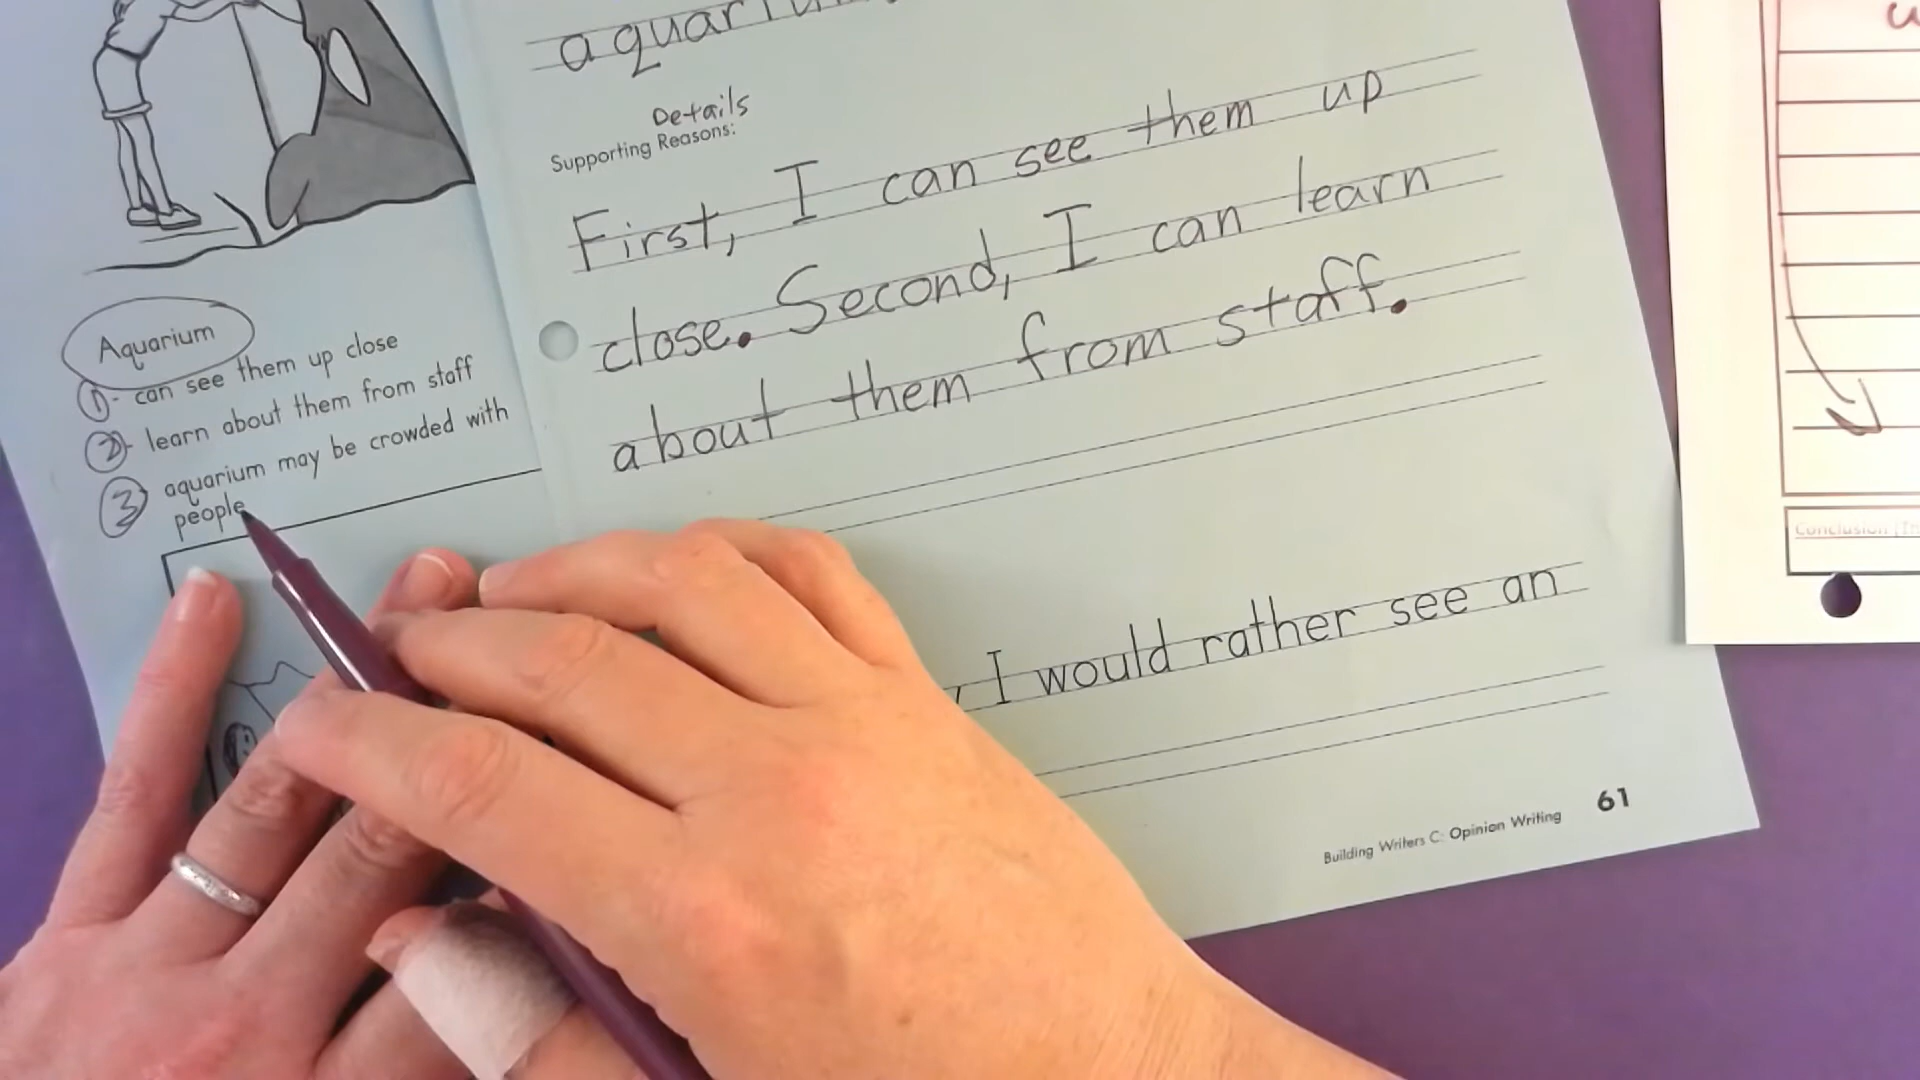 Aquarium
① - can see them up close
② - learn about them from staff
③ aquarium may be crowded with
people
aquarium
Details
Supporting Reasons:
First, I can see them up
close. Second, I can learn
about them from staff.
I would rather see an
Building Writers C: Opinion Writing 61
Conclusion